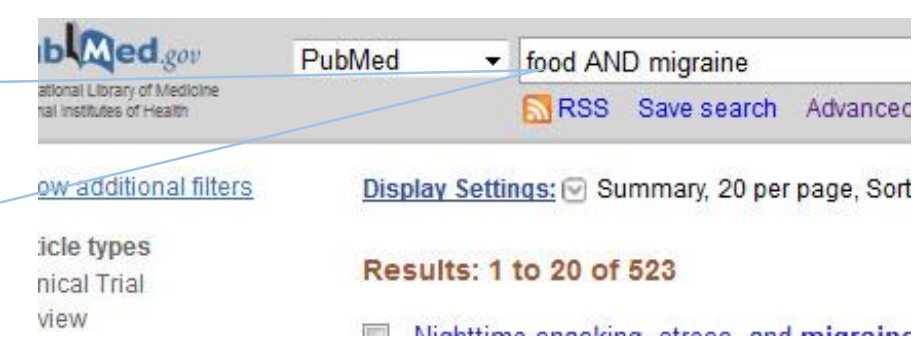 bMed.gov
ational Library of Medicine
nal Institutes of Health
PubMed
food AND migraine
RSS Save search Advanced
ow additional filters
Display Settings: Summary, 20 per page, Sort
icle types
nical Trial
view
Results: 1 to 20 of 523
Nighttime snacking, stress, and migraine